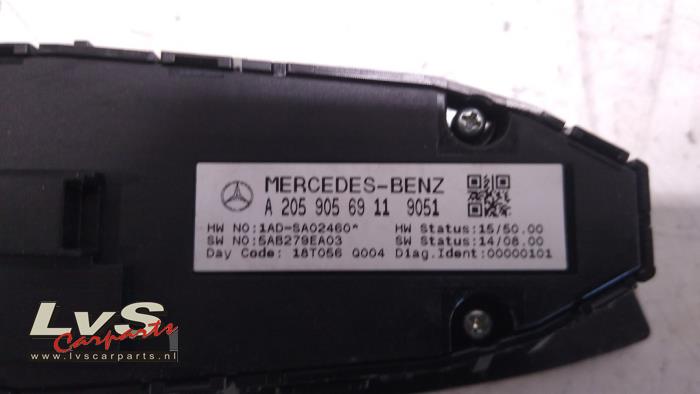 MERCEDES-BENZ
A 205 905 69 11 9051
HW NO:1AD-SA02460* HW Status:15/50.00
SW NO:5AB279EA03 SW Status:14/08.00
Day Code: 18T056 Q004 Diag.Ident:00000101
LvS
Carparts
www.lvscarparts.nl